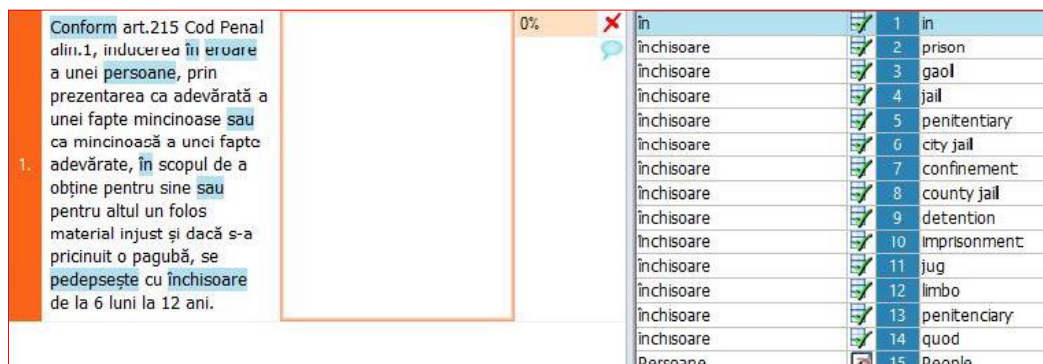 1.
Conform art.215 Cod Penal
alin.1, inducerea în eroare
a unei persoane, prin
prezentarea ca adevărată a
unei fapte mincinoase sau
ca mincinoasă a unei fapte
adevărate, în scopul de a
obține pentru sine sau
pentru altul un folos
material injust și dacă s-a
pricinuit o pagubă, se
pedepsește cu închisoare
de la 6 luni la 12 ani.
0%
în 1 in
închisoare 2 prison
închisoare 3 gaol
închisoare 4 jail
închisoare 5 penitentiary
închisoare 6 city jail
închisoare 7 confinement
închisoare 8 county jail
închisoare 9 detention
închisoare 10 imprisonment
închisoare 11 jug
închisoare 12 limbo
închisoare 13 penitenciary
închisoare 14 quod
Persoane 15 People